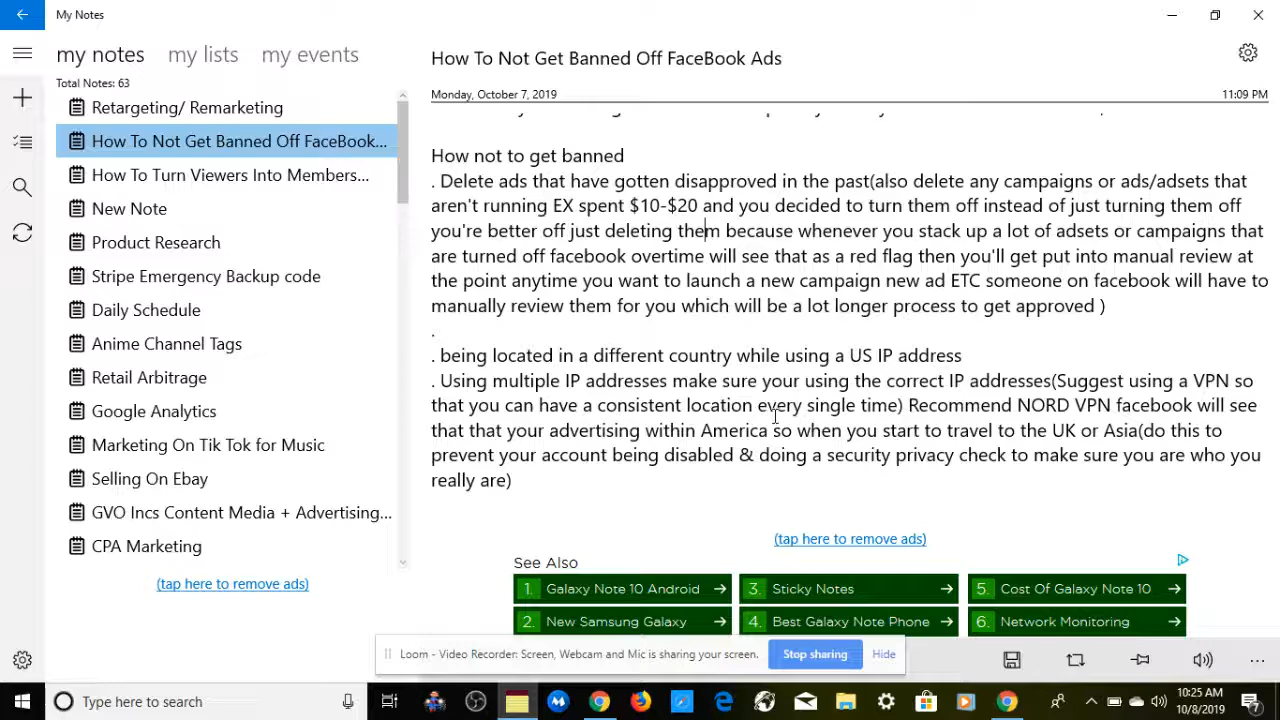 My Notes
my notes my lists my events
Total Notes: 63
Retargeting/ Remarketing
How To Not Get Banned Off FaceBook...
How To Turn Viewers Into Members...
New Note
Product Research
Stripe Emergency Backup code
Daily Schedule
Anime Channel Tags
Retail Arbitrage
Google Analytics
Marketing On Tik Tok for Music
Selling On Ebay
GVO Incs Content Media + Advertising...
CPA Marketing
(tap here to remove ads)
How To Not Get Banned Off FaceBook Ads
Monday, October 7, 2019 11:09 PM
How not to get banned
. Delete ads that have gotten disapproved in the past(also delete any campaigns or ads/adsets that
aren't running EX spent $10-$20 and you decided to turn them off instead of just turning them off
you're better off just deleting them because whenever you stack up a lot of adsets or campaigns that
are turned off facebook overtime will see that as a red flag then you'll get put into manual review at
the point anytime you want to launch a new campaign new ad ETC someone on facebook will have to
manually review them for you which will be a lot longer process to get approved )
.
. being located in a different country while using a US IP address
. Using multiple IP addresses make sure your using the correct IP addresses(Suggest using a VPN so
that you can have a consistent location every single time) Recommend NORD VPN facebook will see
that that your advertising within America so when you start to travel to the UK or Asia(do this to
prevent your account being disabled & doing a security privacy check to make sure you are who you
really are)
(tap here to remove ads)
See Also
1. Galaxy Note 10 Android
3. Sticky Notes
5. Cost Of Galaxy Note 10
2. New Samsung Galaxy
4. Best Galaxy Note Phone
6. Network Monitoring
Loom - Video Recorder: Screen, Webcam and Mic is sharing your screen. Stop sharing Hide
Type here to search
10:25 AM
10/8/2019
7